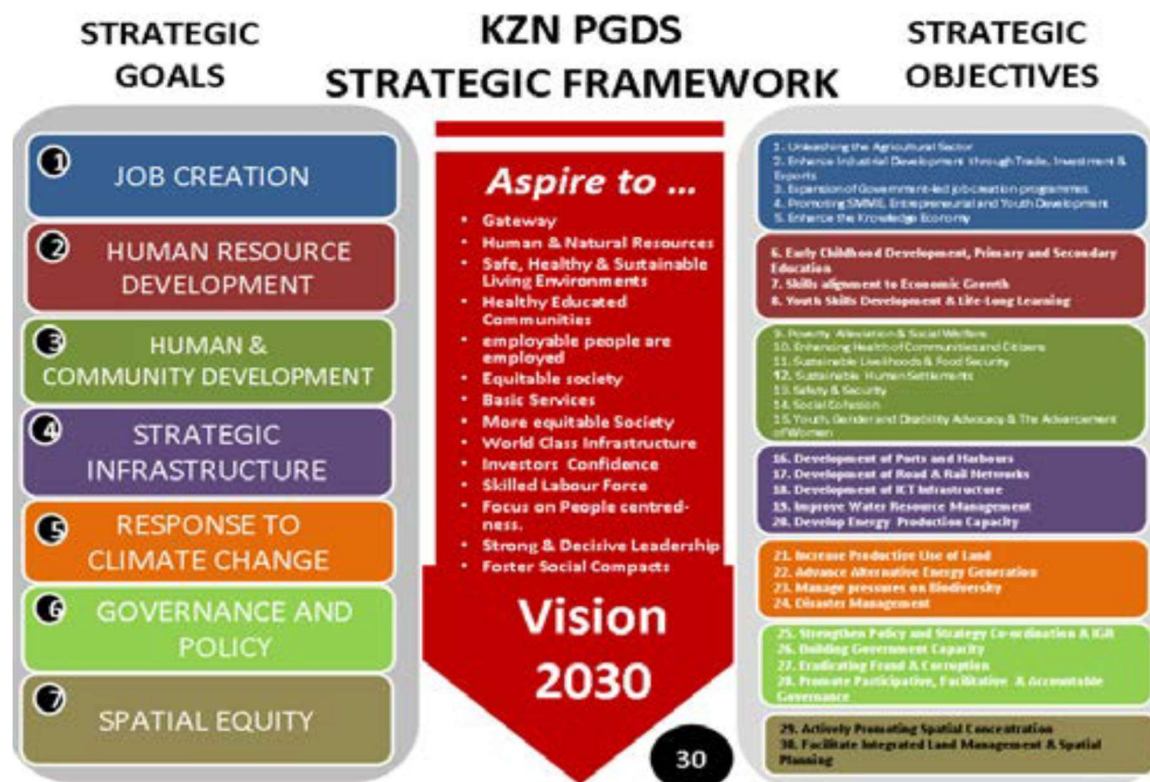 STRATEGIC
GOALS
1
JOB CREATION
2
HUMAN RESOURCE
DEVELOPMENT
3
HUMAN &
COMMUNITY DEVELOPMENT
4
STRATEGIC
INFRASTRUCTURE
5
RESPONSE TO
CLIMATE CHANGE
6
GOVERNANCE AND
POLICY
7
SPATIAL EQUITY
KZN PGDS
STRATEGIC FRAMEWORK
Aspire to ...
• Gateway
• Human & Natural Resources
• Safe, Healthy & Sustainable
Living Environments
• Healthy Educated
Communities
• employable people are
employed
• Equitable society
• Basic Services
• More equitable Society
• World Class Infrastructure
• Investors Confidence
• Skilled Labour Force
• Focus on People centred-
ness.
• Strong & Decisive Leadership
• Foster Social Compacts
Vision
2030
30
STRATEGIC
OBJECTIVES
1. Unleashing the Agricultural Sector
2. Enhance Industrial Development through Trade, Investment &
Exports
3. Expansion of Government-led job creation programmes
4. Promoting SMME, Entrepreneurial and Youth Development
5. Enhance the Knowledge Economy
6. Early Childhood Development, Primary and Secondary
Education
7. Skills alignment to Economic Growth
8. Youth Skills Development & Life-Long Learning
9. Poverty Alleviation & Social Welfare
10. Enhancing Health of Communities and Citizens
11. Sustainable Livelihoods & Food Security
12. Sustainable Human Settlements
13. Safety & Security
14. Social Cohesion
15. Youth, Gender and Disability Advocacy & The Advancement
of Women
16. Development of Ports and Harbours
17. Development of Road & Rail Networks
18. Development of ICT Infrastructure
19. Improve Water Resource Management
20. Develop Energy Production Capacity
21. Increase Productive Use of Land
22. Advance Alternative Energy Generation
23. Manage pressures on Biodiversity
24. Disaster Management
25. Strengthen Policy and Strategy Co-ordination & IGR
26. Building Government Capacity
27. Eradicating Fraud & Corruption
28. Promote Participative, Facilitative & Accountable
Governance
29. Actively Promoting Spatial Concentration
30. Facilitate Integrated Land Management & Spatial
Planning